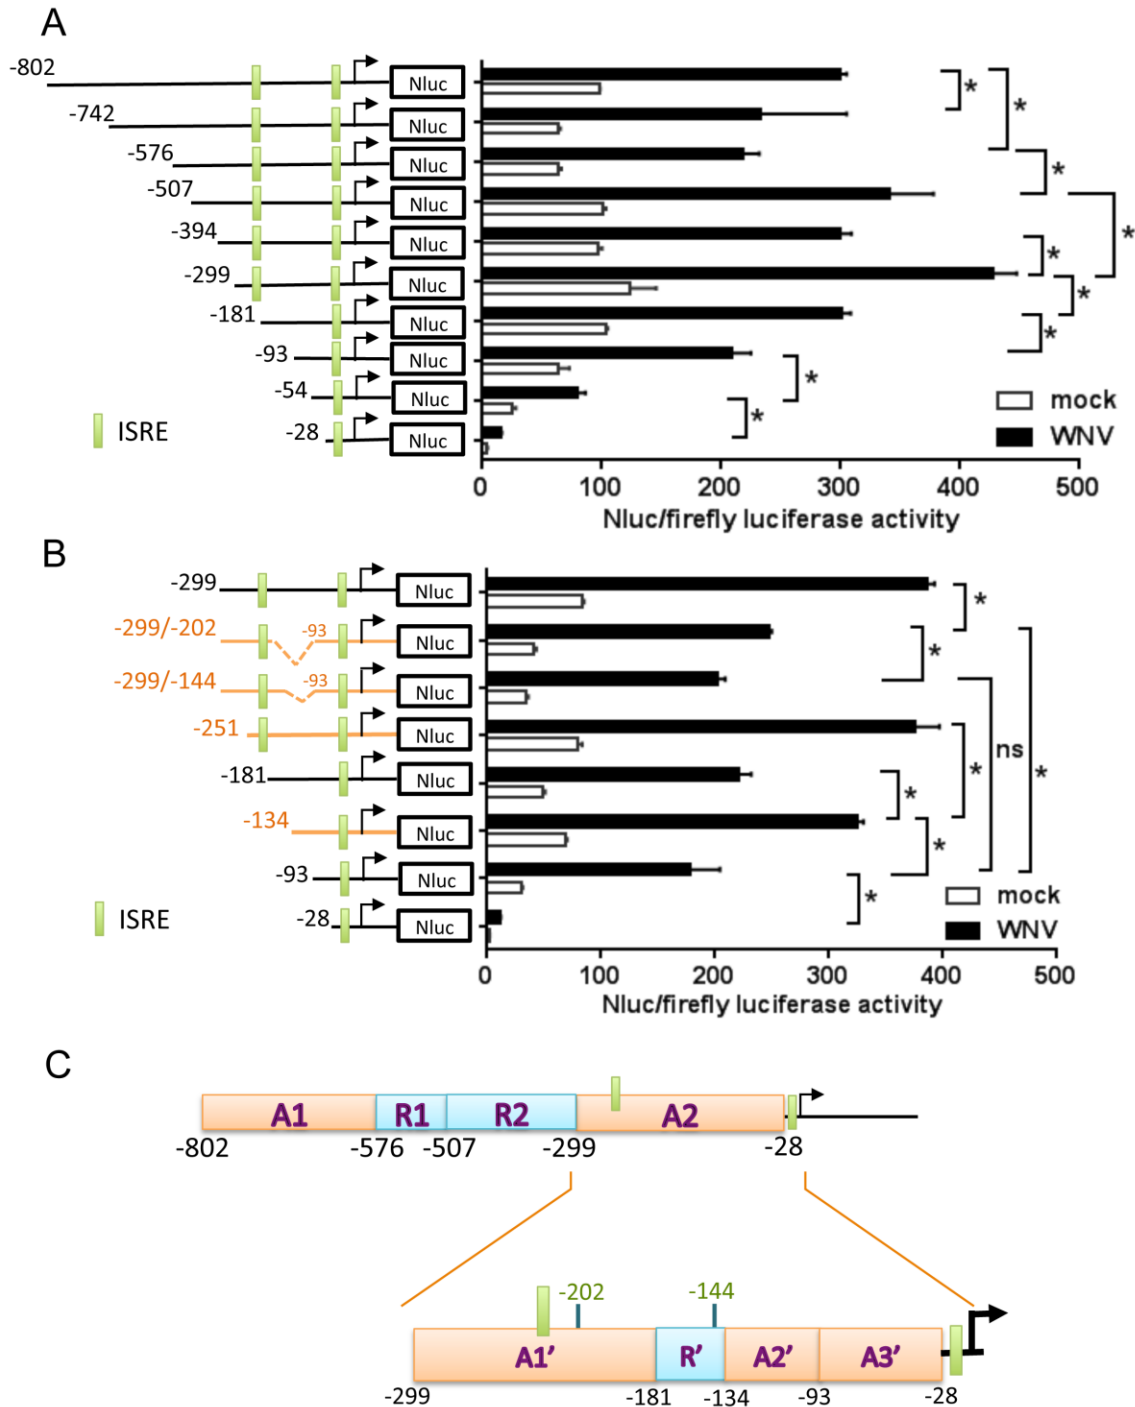 A
-802
Nluc
-742
Nluc
-576
Nluc
-507
Nluc
-394
Nluc
-299
Nluc
-181
Nluc
-93
Nluc
-54
Nluc
-28
Nluc
ISRE
* * * * * * * * *
mock
WNV
0 100 200 300 400 500
Nluc/firefly luciferase activity
B
-299
Nluc
-299/-202 -93
Nluc
-299/-144 -93
Nluc
-251
Nluc
-181
Nluc
-134
Nluc
-93
Nluc
-28
Nluc
ISRE
* * * * * * ns *
mock
WNV
0 100 200 300 400 500
Nluc/firefly luciferase activity
C
A1 R1 R2 A2
-802 -576 -507 -299 -28
-202 -144
A1’ R’ A2’ A3’
-299 -181 -134 -93 -28